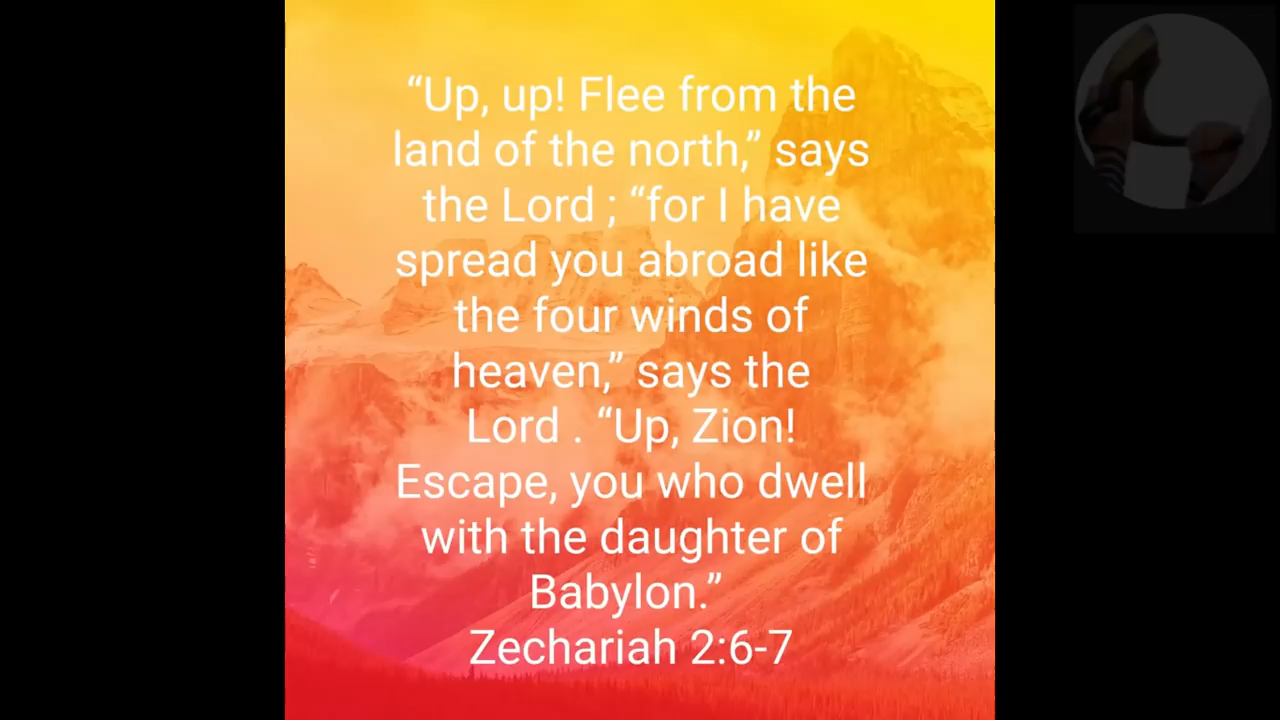 “Up, up! Flee from the
land of the north,” says
the Lord ; “for I have
spread you abroad like
the four winds of
heaven,” says the
Lord . “Up, Zion!
Escape, you who dwell
with the daughter of
Babylon.”
Zechariah 2:6-7